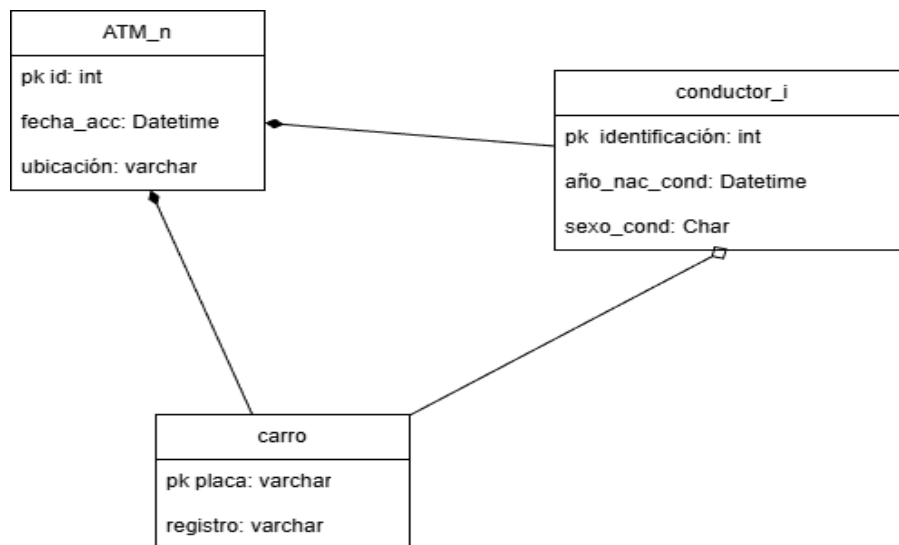 ATM_n
pk id: int
fecha_acc: Datetime
ubicación: varchar
conductor_i
pk identificación: int
año_nac_cond: Datetime
sexo_cond: Char
carro
pk placa: varchar
registro: varchar